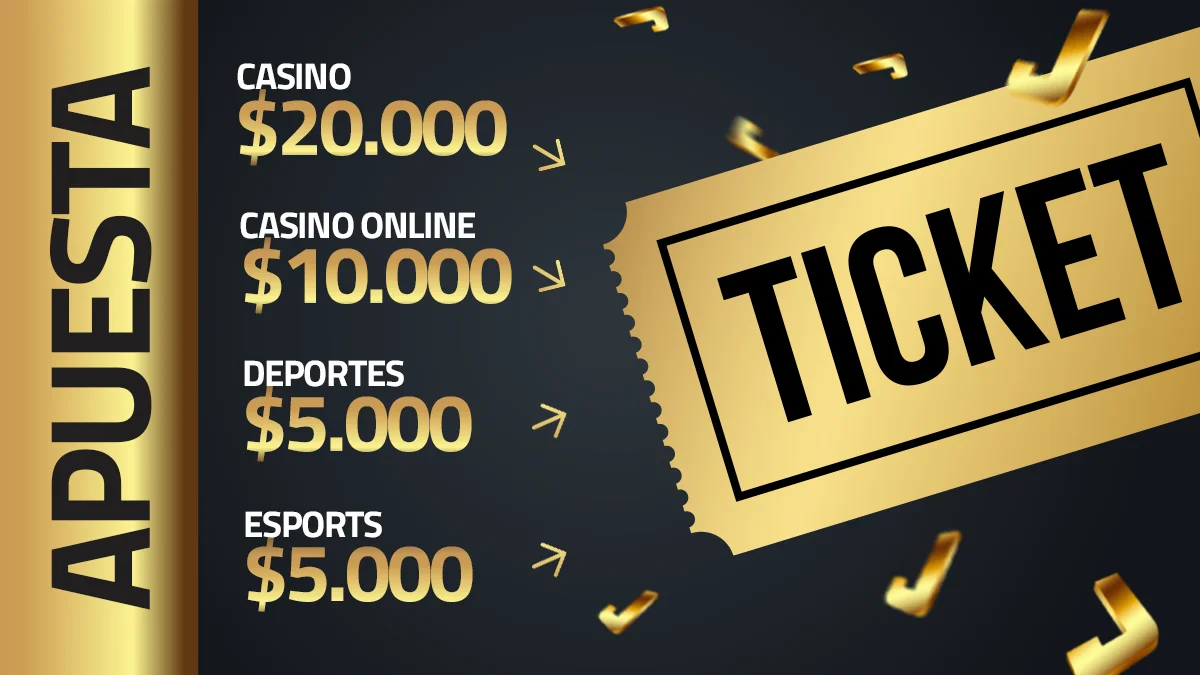 APUESTA
CASINO
$20.000
CASINO ONLINE
$10.000
DEPORTES
$5.000
ESPORTS
$5.000
TICKET